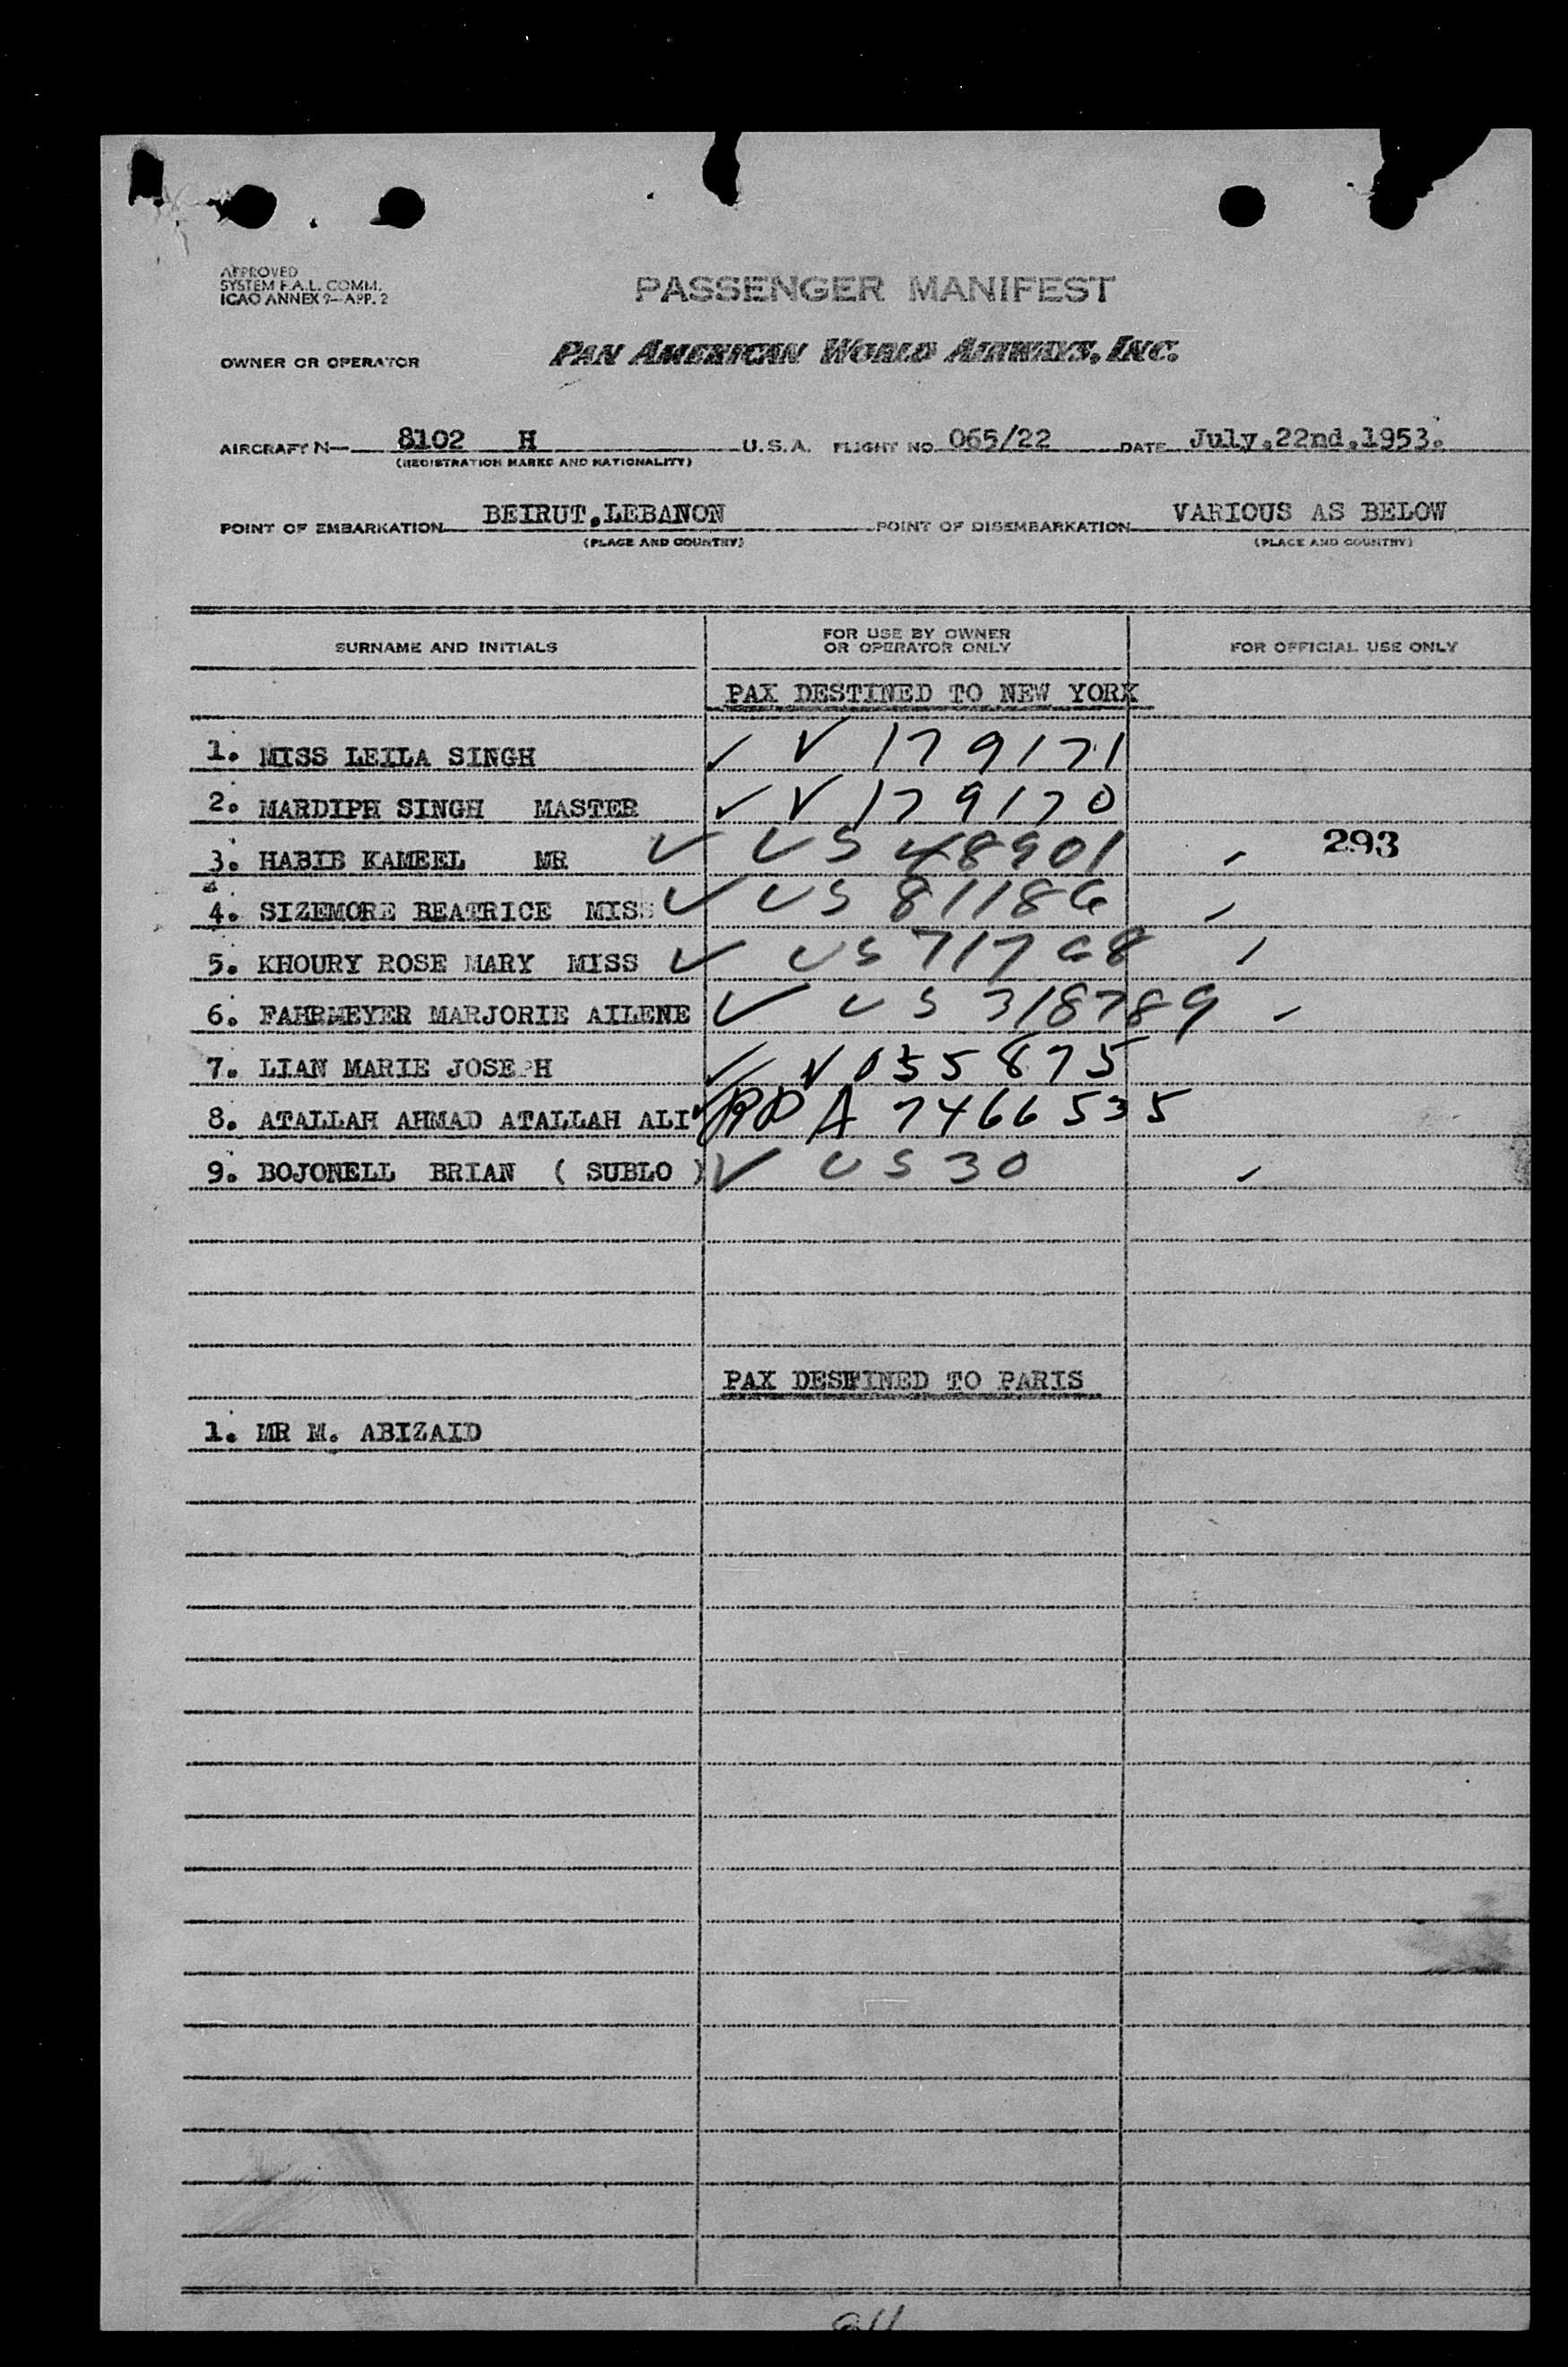 APPROVED
SYSTEM F.A.L. COMM.
ICAO ANNEX 9—APP. 2
PASSENGER MANIFEST
OWNER OR OPERATOR PAN AMERICAN WORLD AIRWAYS, INC.
AIRCRAFT N— 8102 H U.S.A. FLIGHT NO. 065/22 DATE July.22nd.1953.
(REGISTRATION MARKS AND NATIONALITY)
POINT OF EMBARKATION BEIRUT.LEBANON POINT OF DISEMBARKATION VARIOUS AS BELOW
(PLACE AND COUNTRY) (PLACE AND COUNTRY)
SURNAME AND INITIALS FOR USE BY OWNER OR OPERATOR ONLY FOR OFFICIAL USE ONLY
PAX DESTINED TO NEW YORK
1. MISS LEILA SINGH ✓ V 179171
2. MARDIPH SINGH MASTER ✓ V 179170
3. HABIB KAMEEL MR ✓ US 48901 293
4. SIZEMORE BEATRICE MISS ✓ US 81186
5. KHOURY ROSE MARY MISS ✓ US 71768
6. FAHRMEYER MARJORIE AILENE ✓ US 318789
7. LIAN MARIE JOSEPH ✓ V 035875
8. ATALLAH AHMAD ATALLAH ALI ✓ A 7466535
9. BOJONELL BRIAN ( SUBLO ) ✓ US 30
PAX DESTINED TO PARIS
1. MR M. ABIZAID